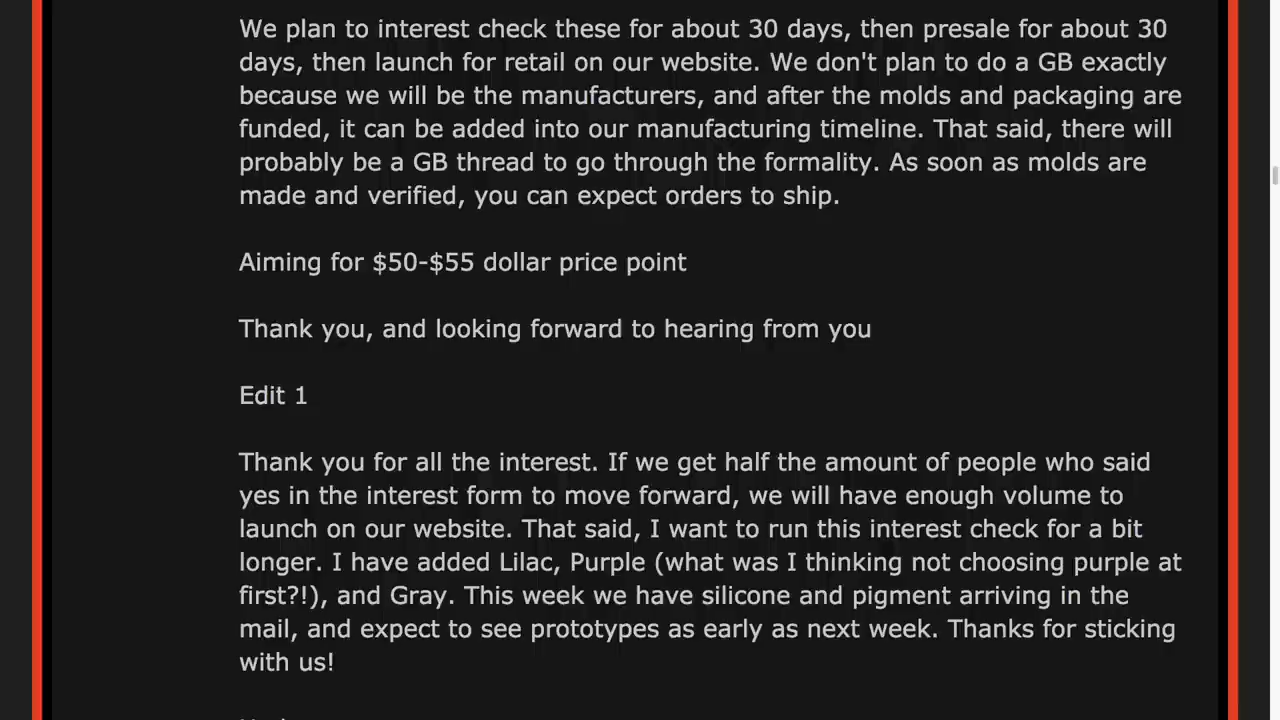 We plan to interest check these for about 30 days, then presale for about 30
days, then launch for retail on our website. We don't plan to do a GB exactly
because we will be the manufacturers, and after the molds and packaging are
funded, it can be added into our manufacturing timeline. That said, there will
probably be a GB thread to go through the formality. As soon as molds are
made and verified, you can expect orders to ship.
Aiming for $50-$55 dollar price point
Thank you, and looking forward to hearing from you
Edit 1
Thank you for all the interest. If we get half the amount of people who said
yes in the interest form to move forward, we will have enough volume to
launch on our website. That said, I want to run this interest check for a bit
longer. I have added Lilac, Purple (what was I thinking not choosing purple at
first?!), and Gray. This week we have silicone and pigment arriving in the
mail, and expect to see prototypes as early as next week. Thanks for sticking
with us!